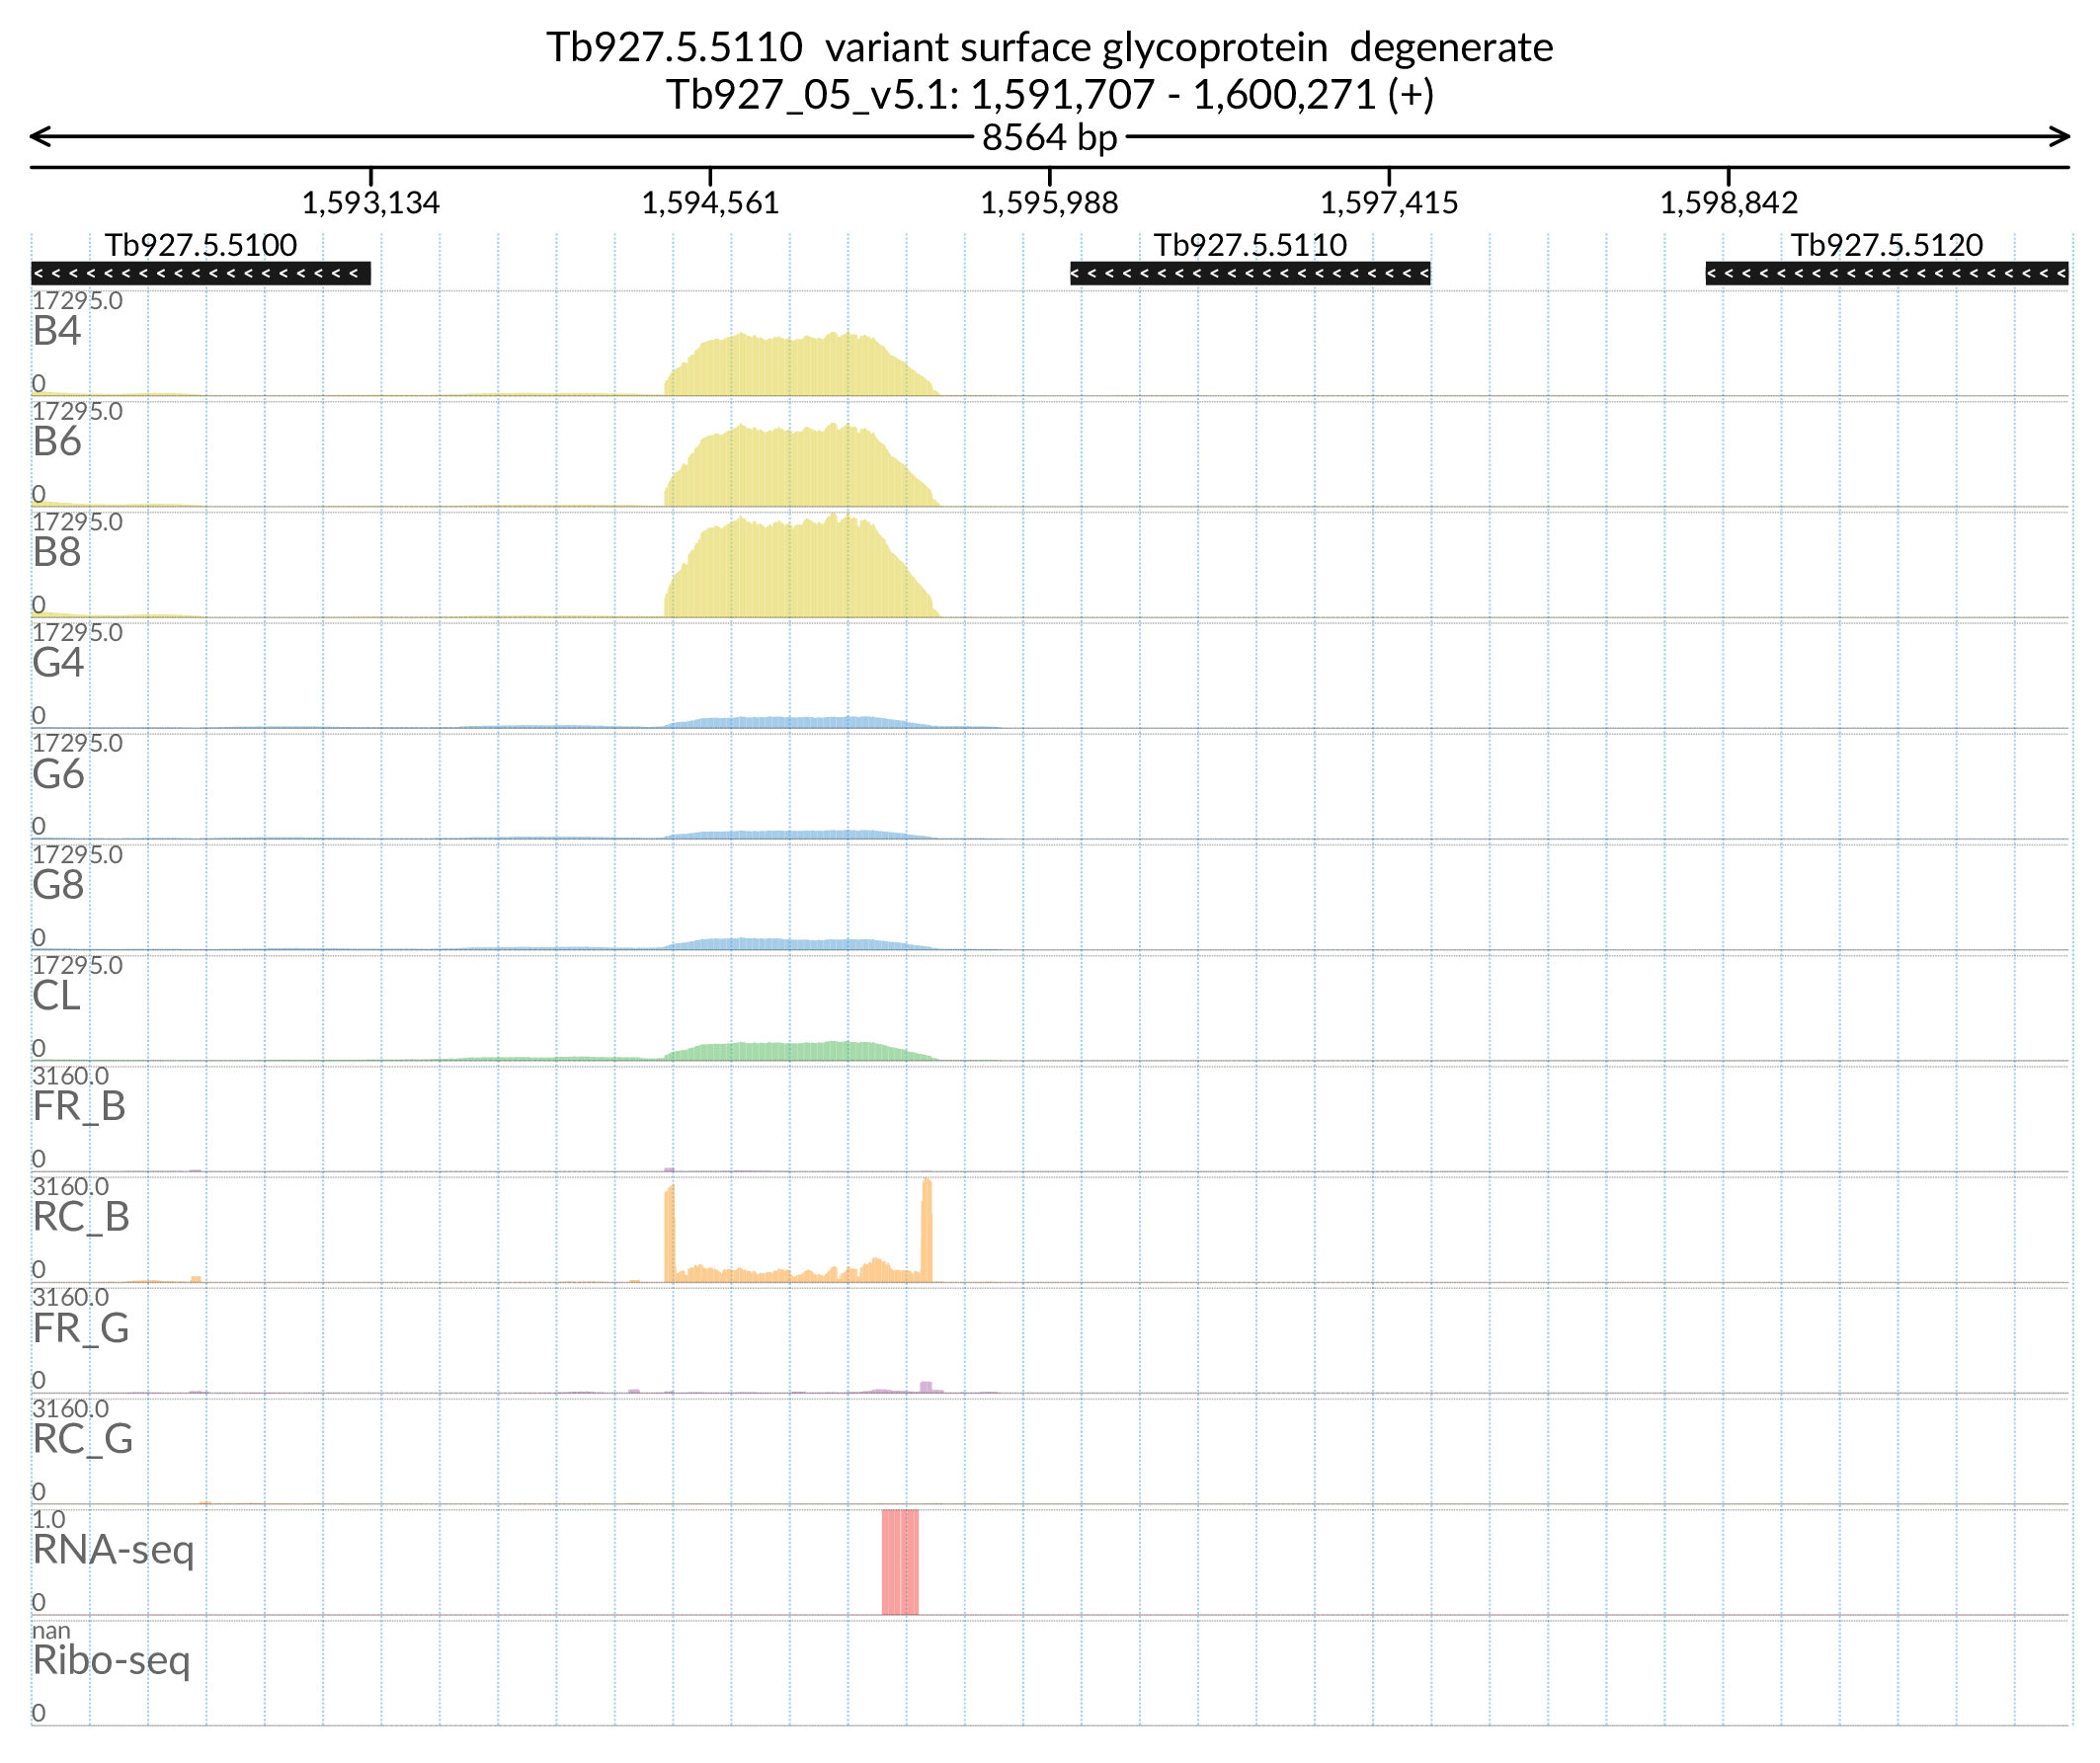 Tb927.5.5110 variant surface glycoprotein degenerate
Tb927_05_v5.1: 1,591,707 - 1,600,271 (+)
8564 bp
1,593,134 1,594,561 1,595,988 1,597,415 1,598,842
Tb927.5.5100 Tb927.5.5110 Tb927.5.5120
17295.0
B4
0
17295.0
B6
0
17295.0
B8
0
17295.0
G4
0
17295.0
G6
0
17295.0
G8
0
17295.0
CL
0
3160.0
FR_B
0
3160.0
RC_B
0
3160.0
FR_G
0
3160.0
RC_G
0
1.0
RNA-seq
0
nan
Ribo-seq
0